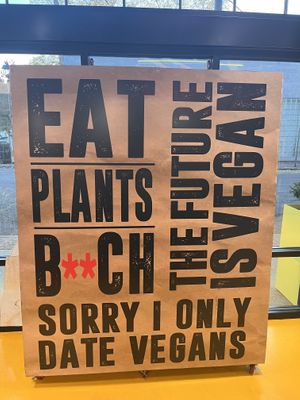 EAT
PLANTS
B**CH
THE FUTURE
IS VEGAN
SORRY I ONLY
DATE VEGANS